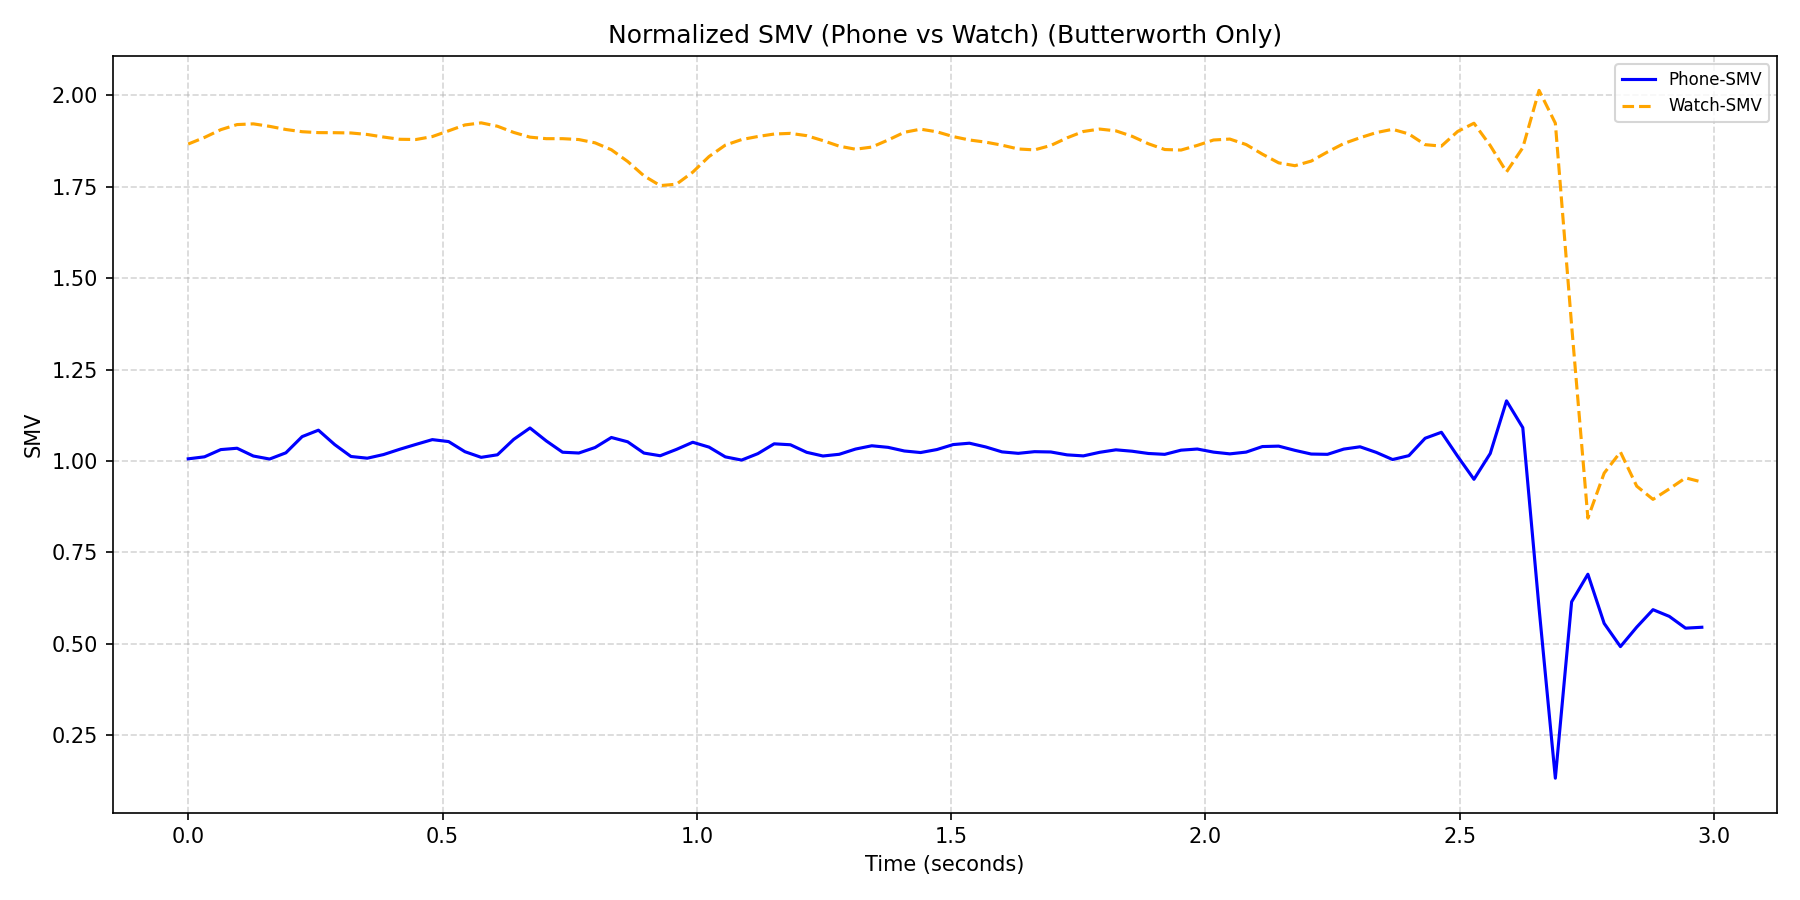 Normalized SMV (Phone vs Watch) (Butterworth Only)
Phone-SMV
Watch-SMV
2.00
1.75
1.50
1.25
1.00
0.75
0.50
0.25
SMV
0.0 0.5 1.0 1.5 2.0 2.5 3.0
Time (seconds)